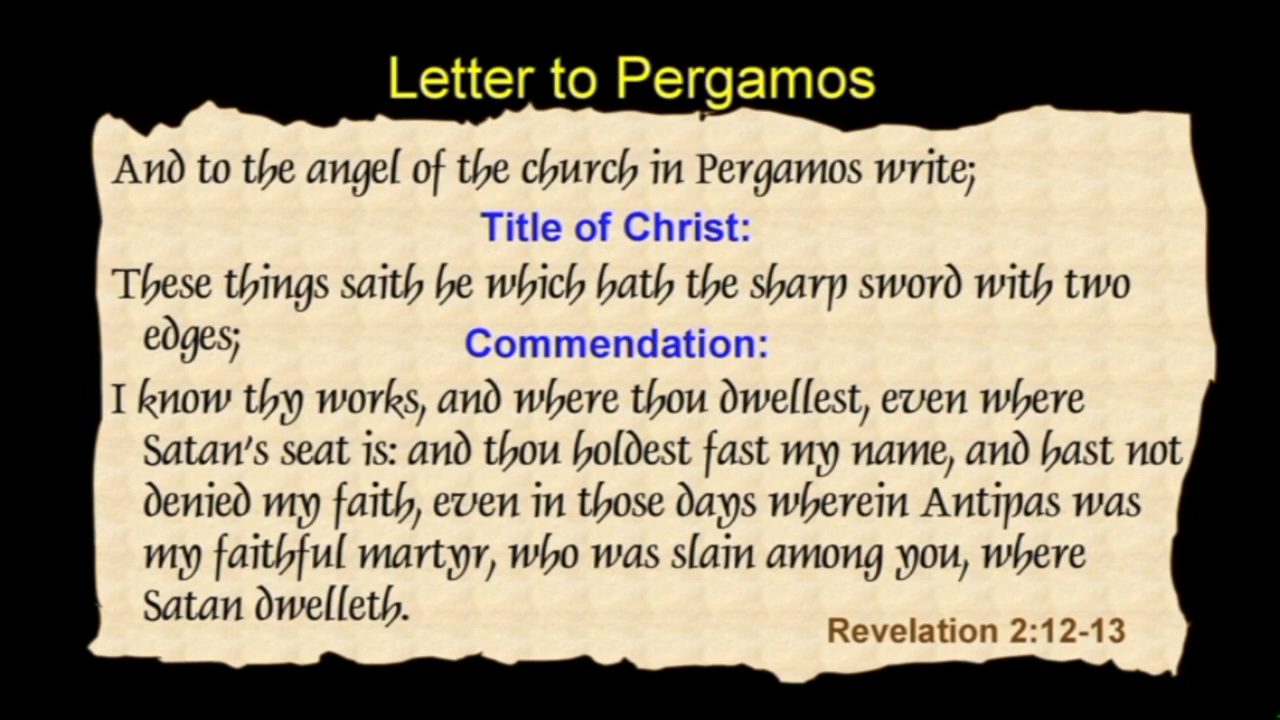 Letter to Pergamos
And to the angel of the church in Pergamos write;
Title of Christ:
These things saith he which hath the sharp sword with two
edges;
Commendation:
I know thy works, and where thou dwellest, even where
Satan's seat is: and thou holdest fast my name, and hast not
denied my faith, even in those days wherein Antipas was
my faithful martyr, who was slain among you, where
Satan dwelleth.
Revelation 2:12-13